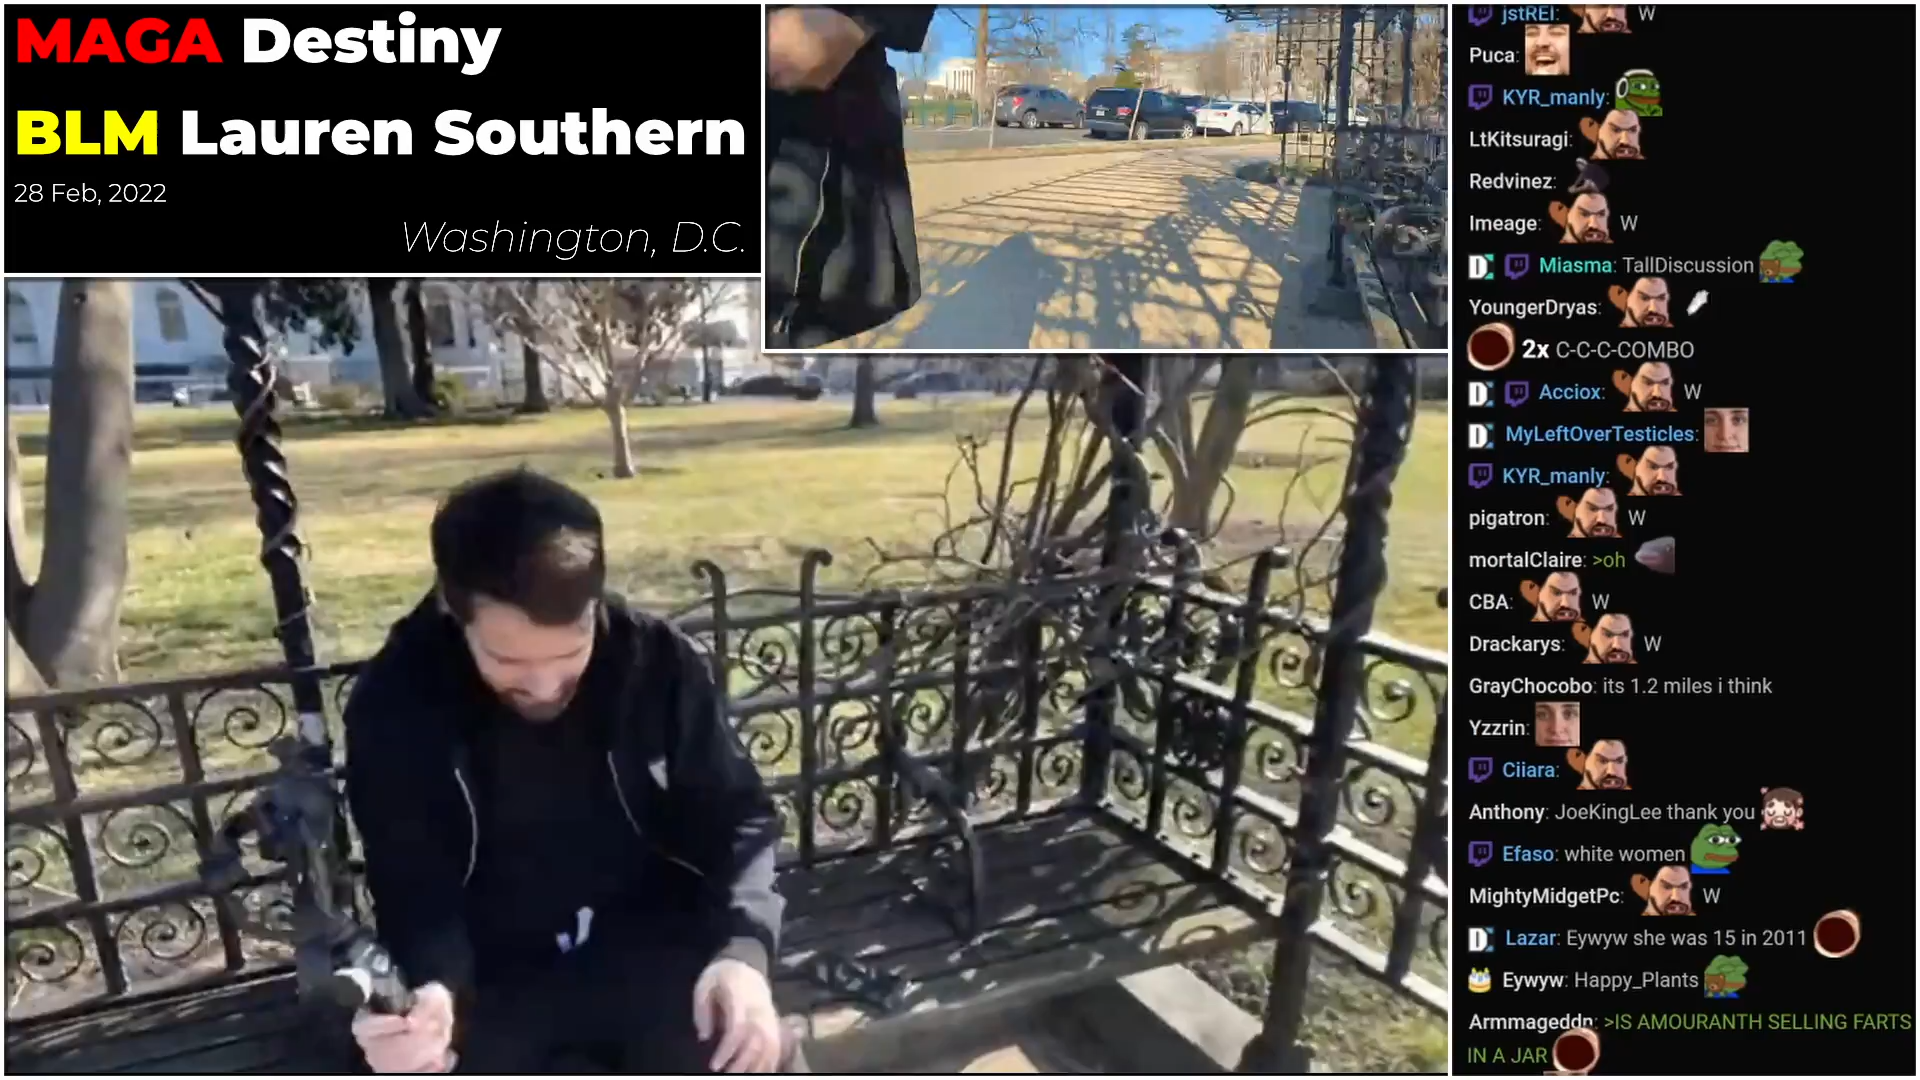 MAGA Destiny
BLM Lauren Southern
28 Feb, 2022
Washington, D.C.
jstREI: W
Puca:
KYR_manly:
LtKitsuragi:
Redvinez:
Imeage: W
D Miasma: TallDiscussion
YoungerDryas:
2x C-C-C-COMBO
D Acciox: W
D MyLeftOverTesticles:
KYR_manly:
pigatron: W
mortalClaire: >oh
CBA: W
Drackarys: W
GrayChocobo: its 1.2 miles i think
Yzzrin:
Ciiara:
Anthony: JoeKingLee thank you
Efaso: white women
MightyMidgetPc: W
D Lazar: Eywyw she was 15 in 2011
Eywyw: Happy_Plants
Armmageddn: >IS AMOURANTH SELLING FARTS
IN A JAR